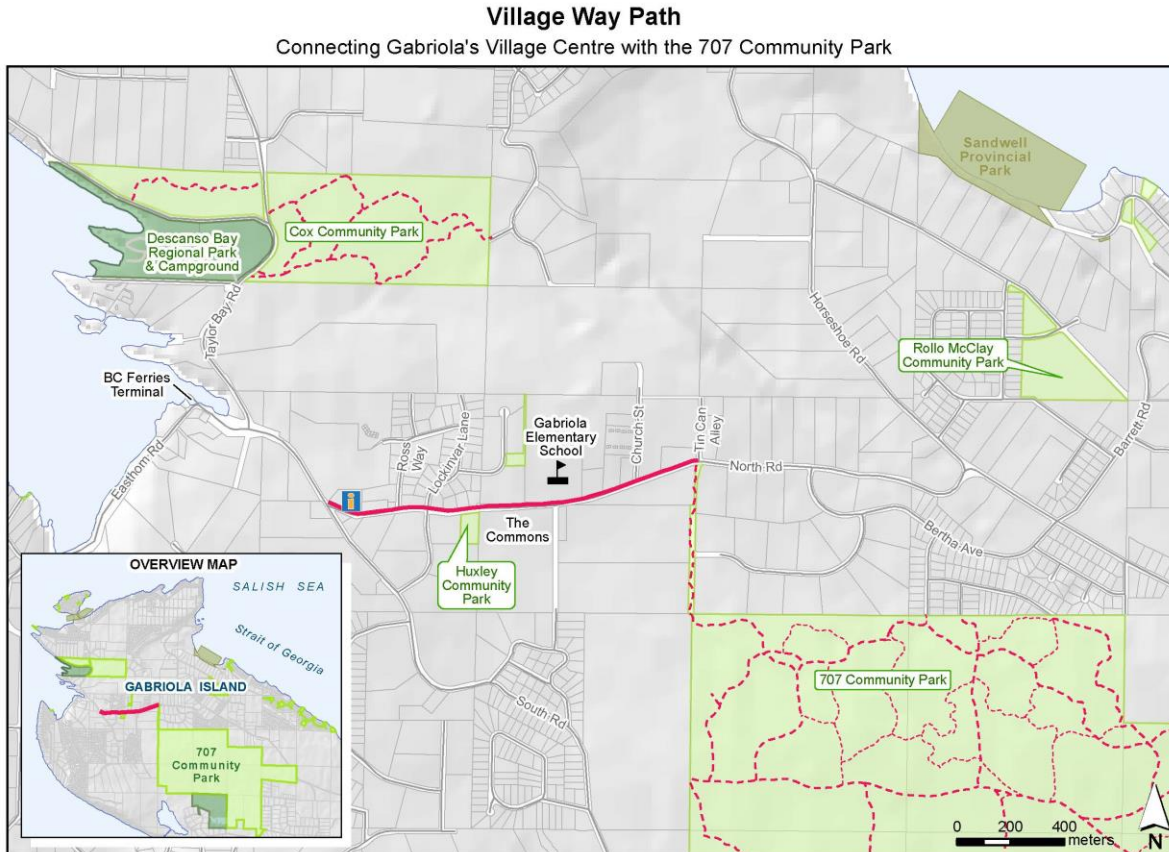 Village Way Path
Connecting Gabriola's Village Centre with the 707 Community Park
Sandwell
Provincial
Park
Descanso Bay
Regional Park
& Campground
Cox Community Park
Taylor Bay Rd
Horseshoe Rd
Rollo McClay
Community Park
BC Ferries
Terminal
Easthom Rd
Ross
Way
Lockinvar Lane
Gabriola
Elementary
School
Church St
Tin Can
Alley
North Rd
Barrett Rd
Bertha Ave
The
Commons
Huxley
Community
Park
South Rd
707 Community Park
OVERVIEW MAP
SALISH SEA
Strait of Georgia
GABRIOLA ISLAND
707
Community
Park
0 200 400
meters
N